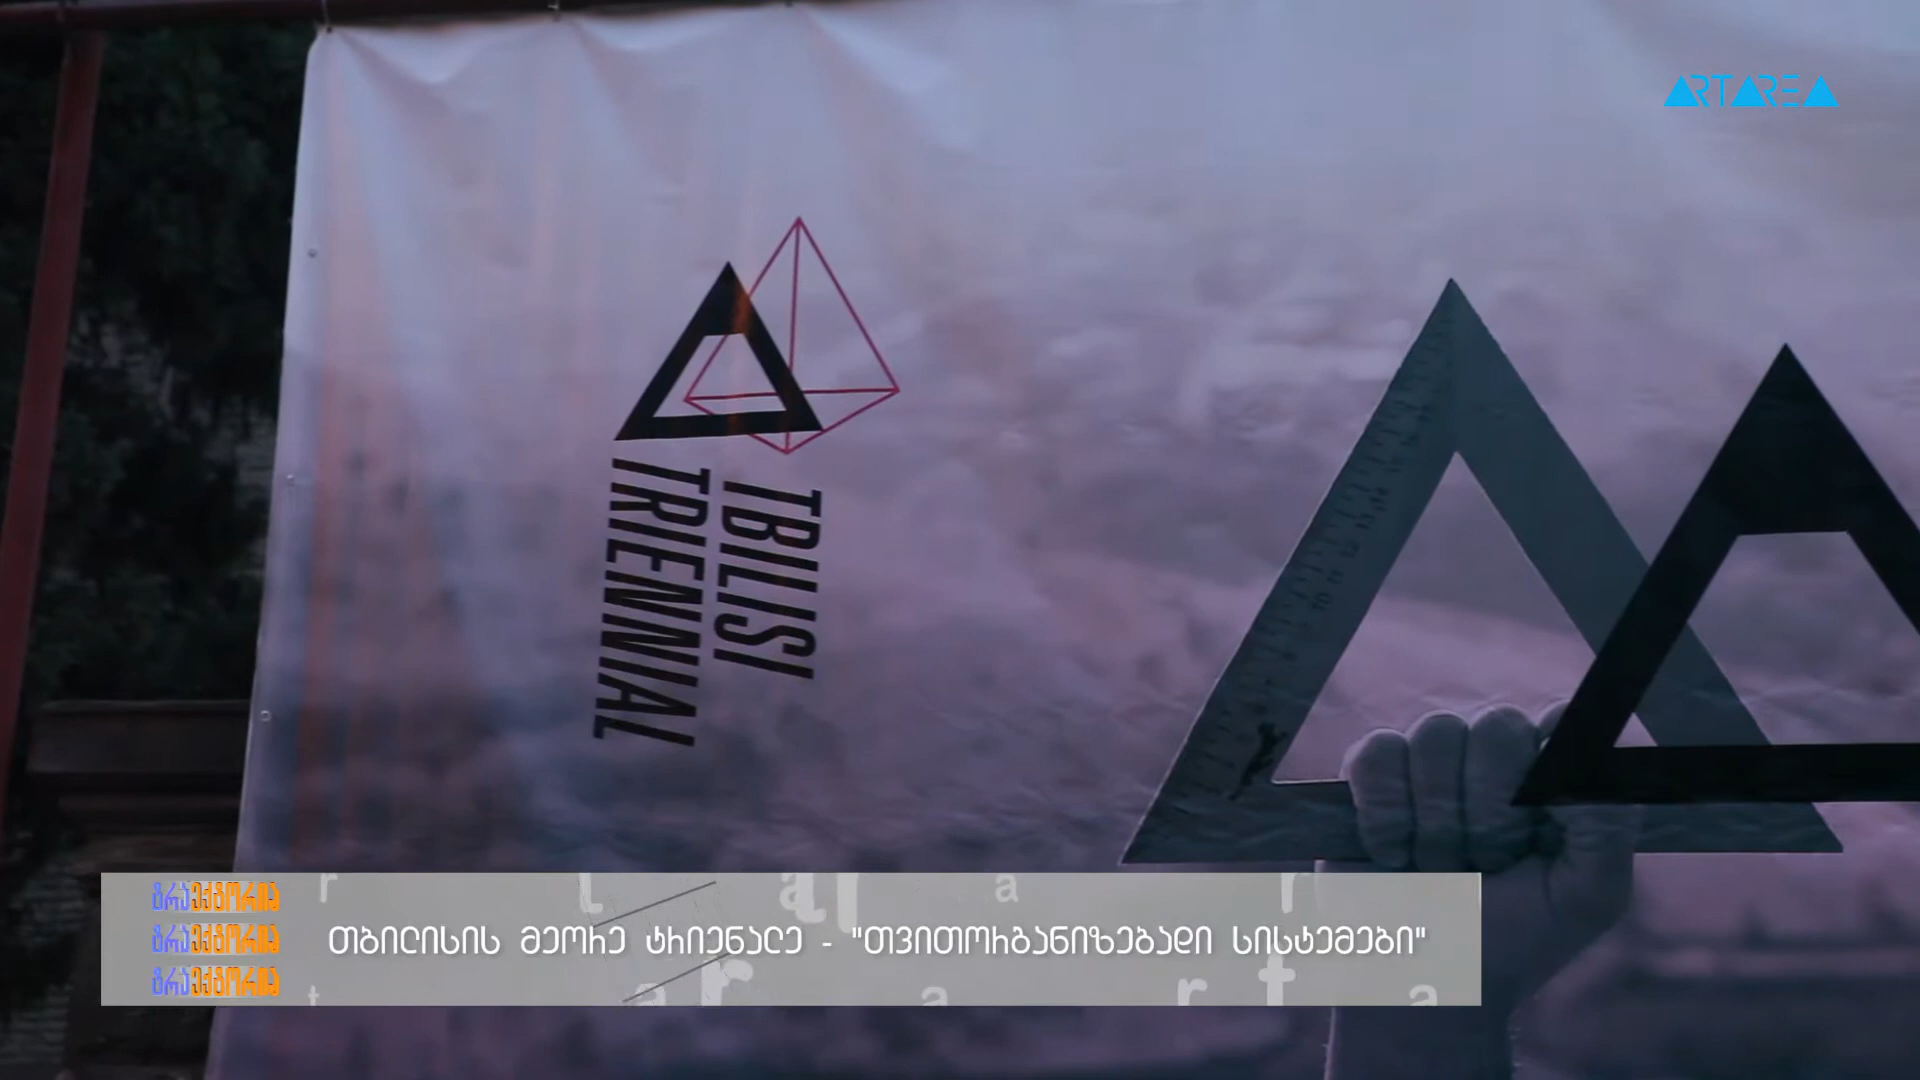 ARTAREA
TBILISI
TRIENNIAL
ტრაექტორია
ტრაექტორია
ტრაექტორია
თბილისის მეორე ტრიენალე - "თვითორგანიზებადი სისტემები"